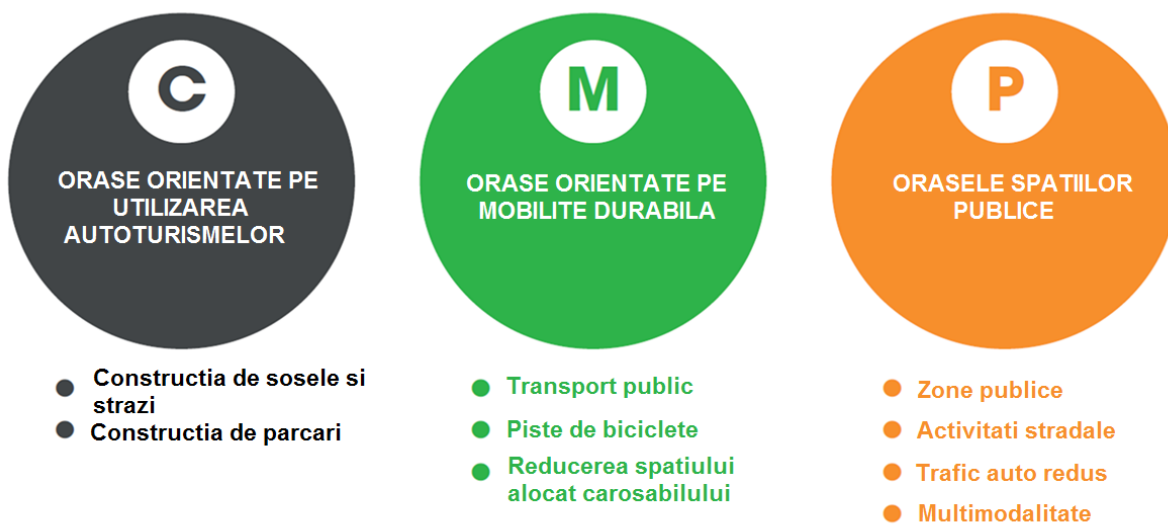 C
ORASE ORIENTATE PE
UTILIZAREA
AUTOTURISMELOR
Constructia de sosele si
strazi
Constructia de parcari
M
ORASE ORIENTATE PE
MOBILITE DURABILA
Transport public
Piste de biciclete
Reducerea spatiului
alocat carosabilului
P
ORASELE SPATIILOR
PUBLICE
Zone publice
Activitati stradale
Trafic auto redus
Multimodalitate